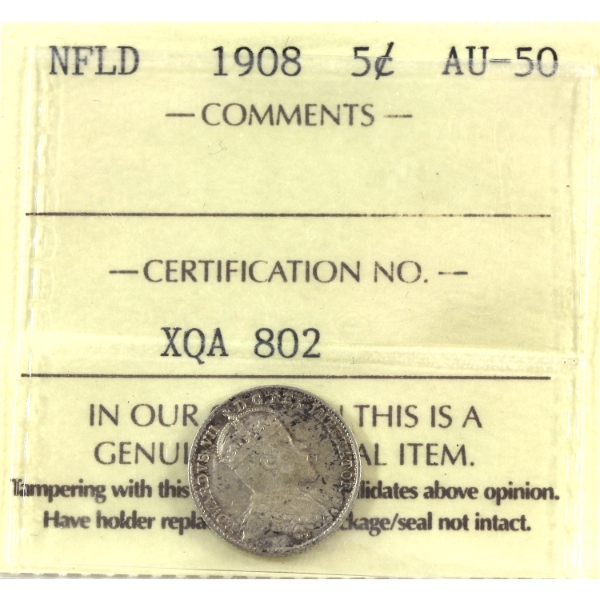 NFLD 1908 5¢ AU-50
— COMMENTS —
— CERTIFICATION NO. —
XQA 802
IN OUR THIS IS A
GENUI AL ITEM.
Tampering with this lidates above opinion.
Have holder repla ckage/seal not intact.